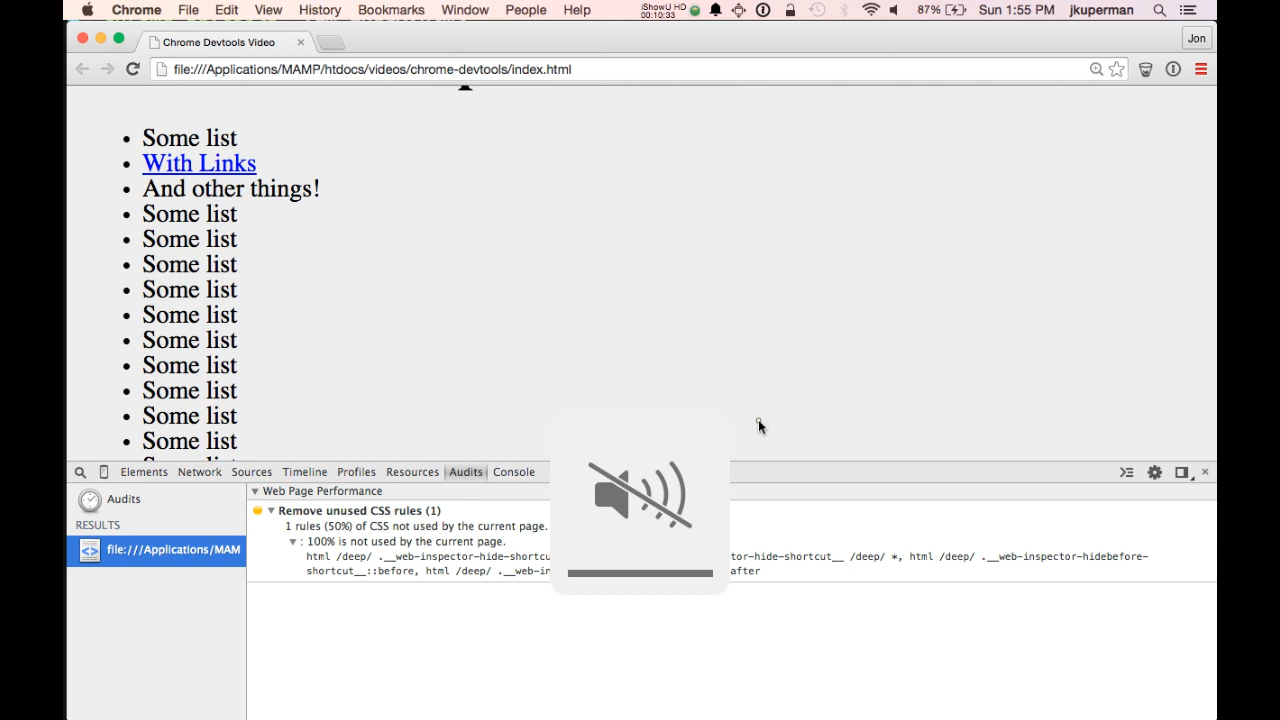 Chrome File Edit View History Bookmarks Window People Help iShowU HD 00:10:33 87% Sun 1:55 PM jkuperman
Chrome Devtools Video Jon
file:///Applications/MAMP/htdocs/videos/chrome-devtools/index.html
Some list
With Links
And other things!
Some list
Some list
Some list
Some list
Some list
Some list
Some list
Some list
Some list
Some list
Elements Network Sources Timeline Profiles Resources Audits Console
Audits
RESULTS
file:///Applications/MAM
Web Page Performance
Remove unused CSS rules (1)
1 rules (50%) of CSS not used by the current page.
: 100% is not used by the current page.
html /deep/ .__web-inspector-hide-shortcu tor-hide-shortcut__ /deep/ *, html /deep/ .__web-inspector-hidebefore-
shortcut__::before, html /deep/ .__web-in after